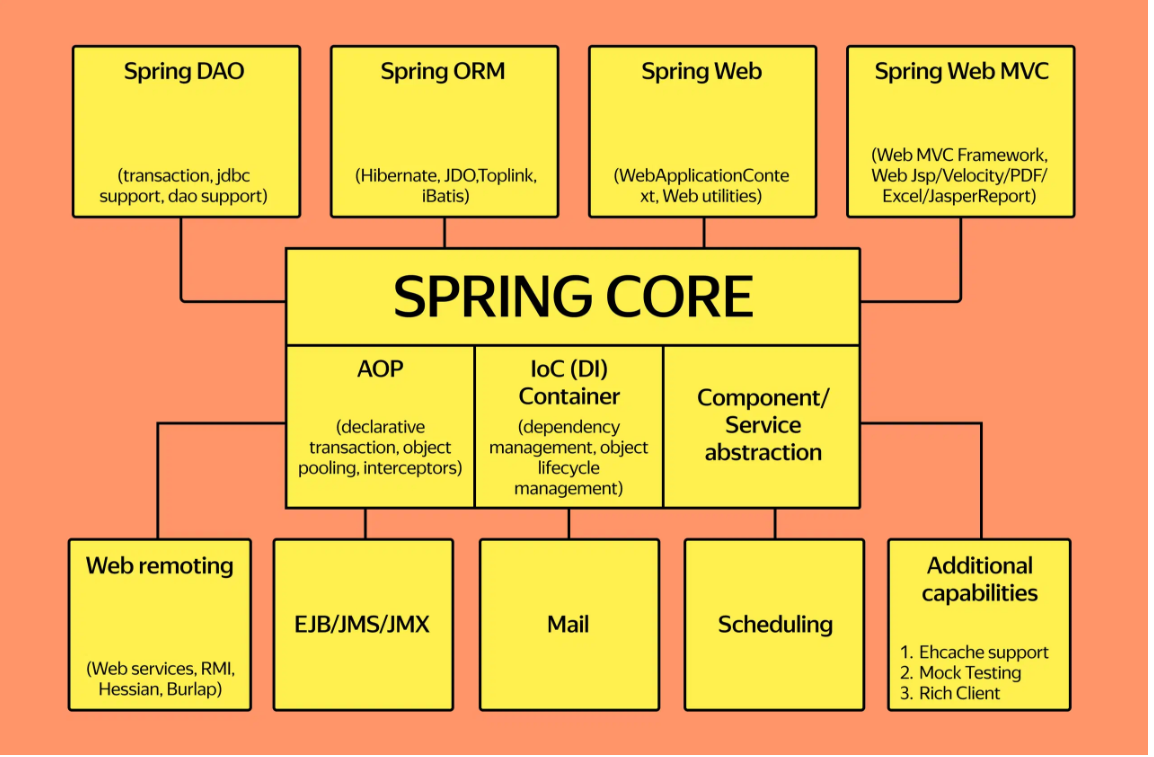 Spring DAO
(transaction, jdbc
support, dao support)
Spring ORM
(Hibernate, JDO,Toplink,
iBatis)
Spring Web
(WebApplicationConte
xt, Web utilities)
Spring Web MVC
(Web MVC Framework,
Web Jsp/Velocity/PDF/
Excel/JasperReport)
SPRING CORE
AOP
(declarative
transaction, object
pooling, interceptors)
IoC (DI)
Container
(dependency
management, object
lifecycle
management)
Component/
Service
abstraction
Web remoting
(Web services, RMI,
Hessian, Burlap)
EJB/JMS/JMX
Mail
Scheduling
Additional
capabilities
1. Ehcache support
2. Mock Testing
3. Rich Client